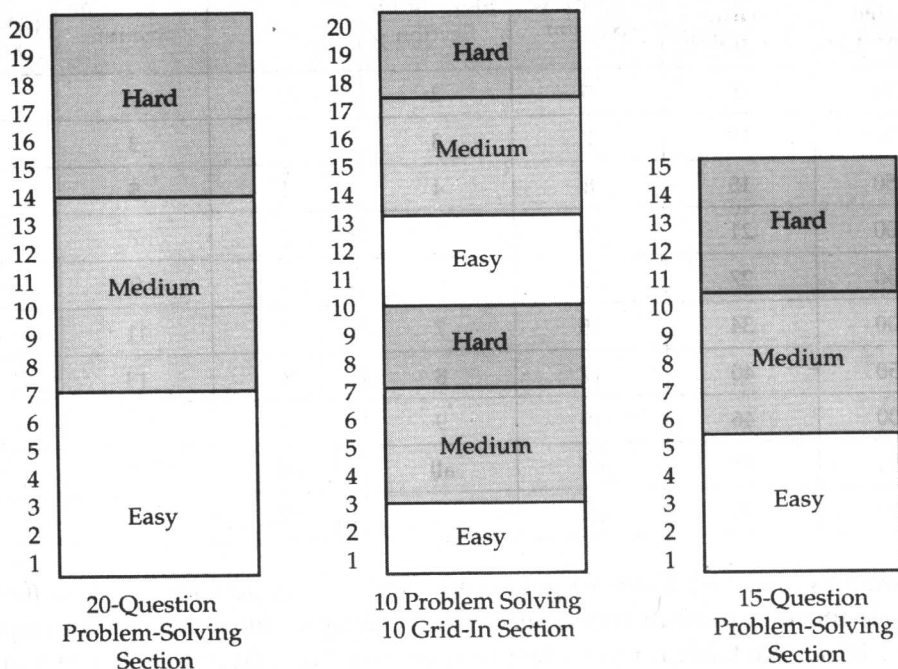 20
19
18
Hard
17
16
15
14
13
12
11 Medium
10
9
8
7
6
5
4
3
Easy
2
1
20-Question
Problem-Solving
Section
20
19 Hard
18
17
16
Medium
15
14
13
12
Easy
11
10
9
Hard
8
7
6
5
Medium
4
3
2
Easy
1
10 Problem Solving
10 Grid-In Section
15
14
13 Hard
12
11
10
9
Medium
8
7
6
5
4
3
Easy
2
1
15-Question
Problem-Solving
Section